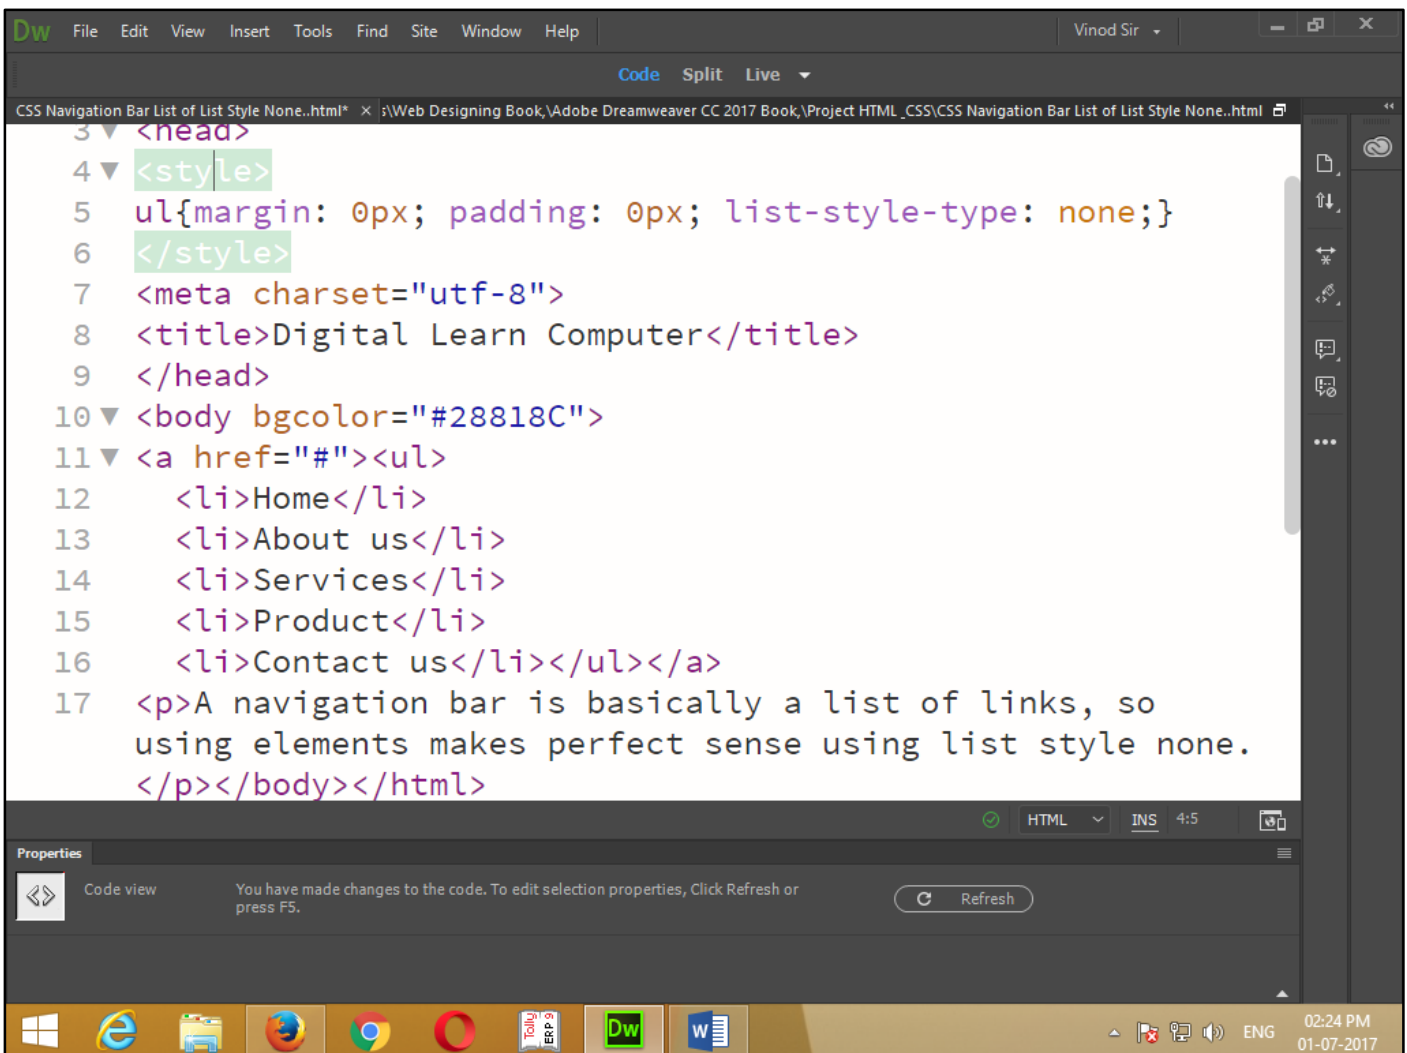 Dw File Edit View Insert Tools Find Site Window Help Vinod Sir
Code Split Live
CSS Navigation Bar List of List Style None..html* × s\Web Designing Book,\Adobe Dreamweaver CC 2017 Book,\Project HTML_CSS\CSS Navigation Bar List of List Style None..html
3 <head>
4 <style>
5 ul{margin: 0px; padding: 0px; list-style-type: none;}
6 </style>
7 <meta charset="utf-8">
8 <title>Digital Learn Computer</title>
9 </head>
10 <body bgcolor="#28818C">
11 <a href="#"><ul>
12 <li>Home</li>
13 <li>About us</li>
14 <li>Services</li>
15 <li>Product</li>
16 <li>Contact us</li></ul></a>
17 <p>A navigation bar is basically a list of links, so
using elements makes perfect sense using list style none.
</p></body></html>
HTML INS 4:5
Properties
Code view You have made changes to the code. To edit selection properties, Click Refresh or
press F5.
Refresh
Tally ERP 9
Dw
W
ENG
02:24 PM
01-07-2017